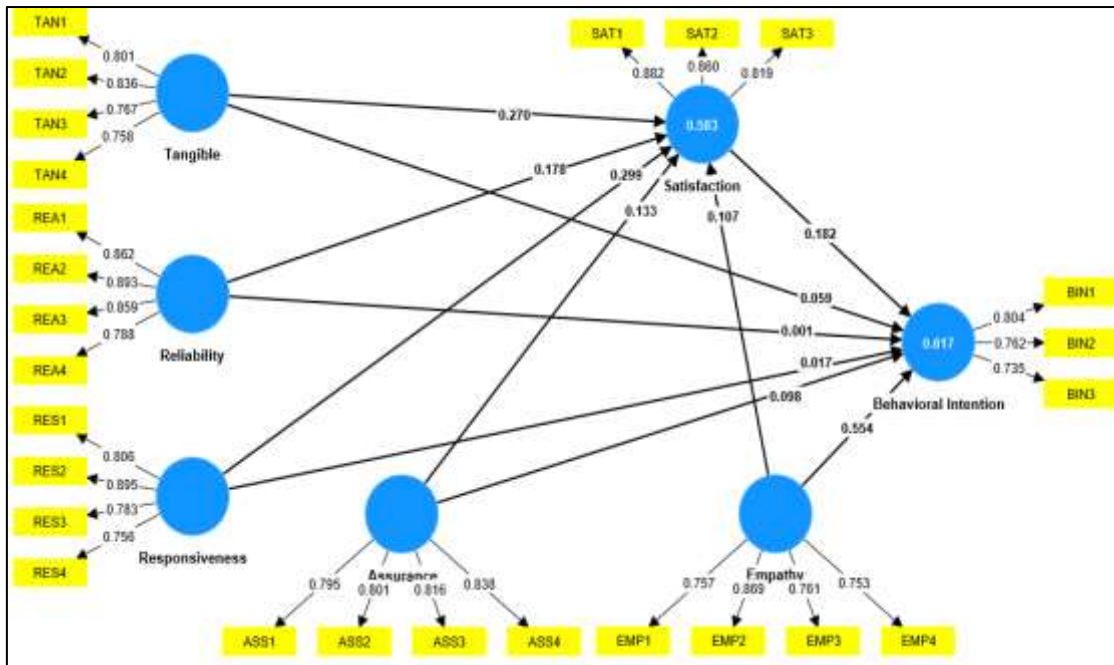 TAN1
0.801
TAN2
0.836
TAN3
0.767
TAN4
0.758
Tangible
REA1
0.862
REA2
0.893
REA3
0.859
REA4
0.788
Reliability
RES1
0.806
RES2
0.895
RES3
0.783
RES4
0.756
Responsiveness
SAT1
SAT2
SAT3
0.882
0.860
0.819
0.583
Satisfaction
0.270
0.178
0.299
0.133
0.107
0.182
0.059
0.001
0.017
0.098
0.554
0.617
Behavioral Intention
0.804
BIN1
0.762
BIN2
0.735
BIN3
Assurance
0.795
0.801
0.816
0.838
ASS1
ASS2
ASS3
ASS4
Empathy
0.757
0.869
0.761
0.753
EMP1
EMP2
EMP3
EMP4